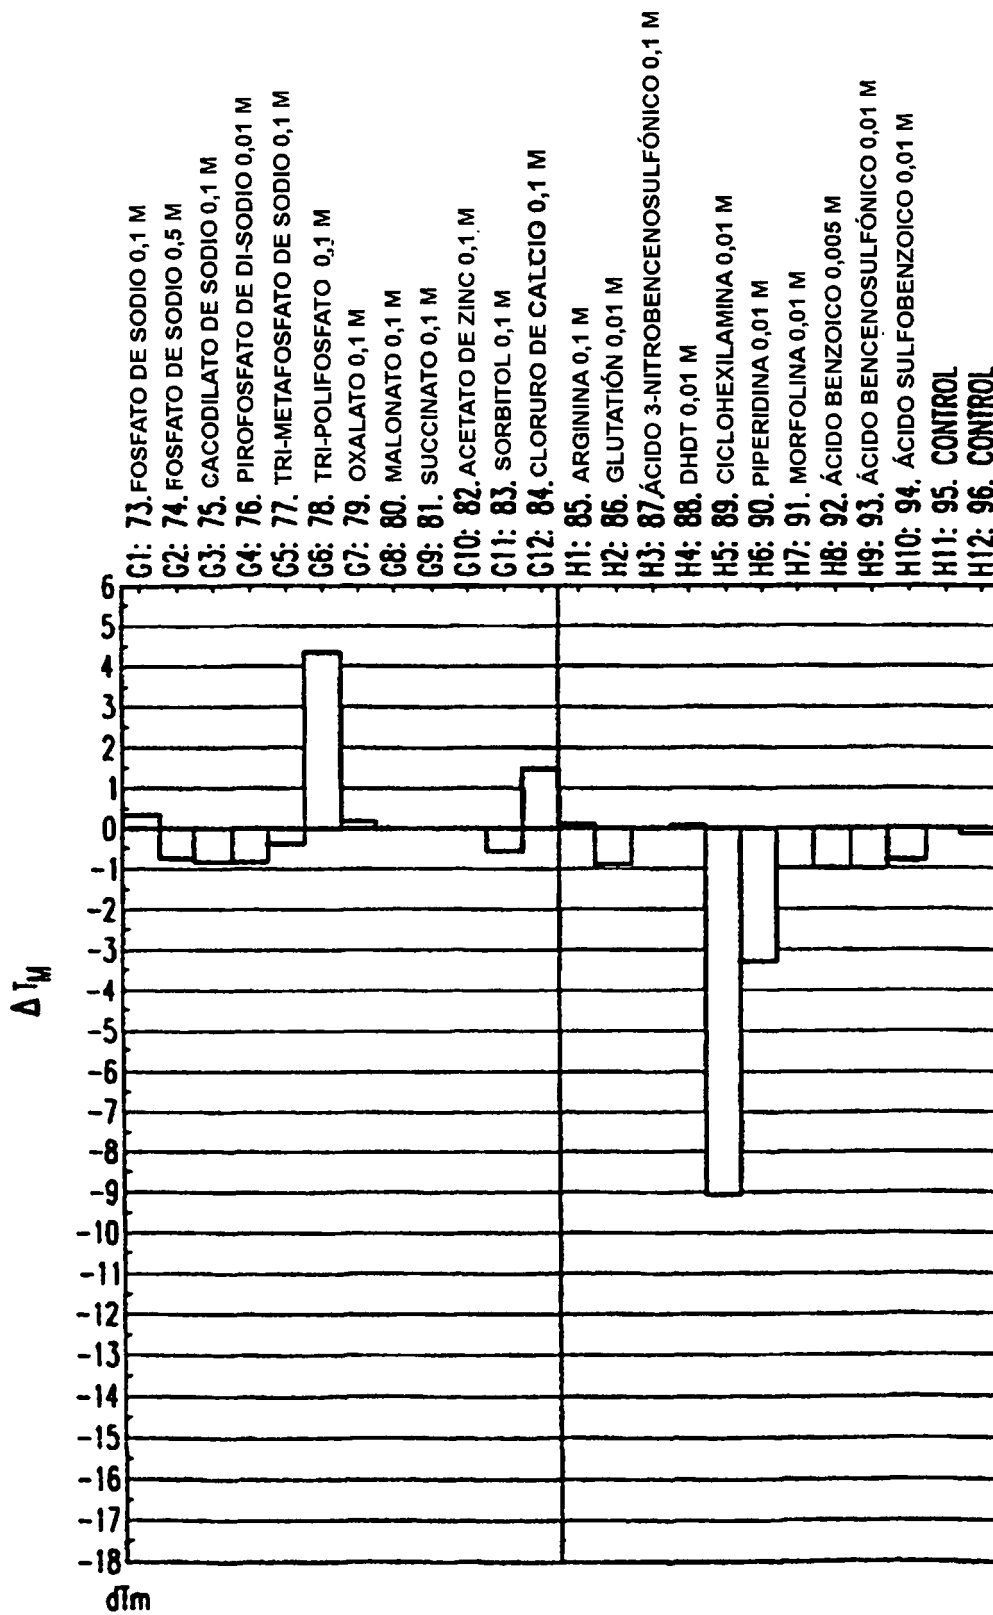 G1: 73. FOSFATO DE SODIO 0,1 M
G2: 74. FOSFATO DE SODIO 0,5 M
G3: 75. CACODILATO DE SODIO 0,1 M
G4: 76. PIROFOSFATO DE DI-SODIO 0,01 M
G5: 77. TRI-METAFOSFATO DE SODIO 0,1 M
G6: 78. TRI-POLIFOSFATO 0,1 M
G7: 79. OXALATO 0,1 M
G8: 80. MALONATO 0,1 M
G9: 81. SUCCINATO 0,1 M
G10: 82. ACETATO DE ZINC 0,1 M
G11: 83. SORBITOL 0,1 M
G12: 84. CLORURO DE CALCIO 0,1 M
H1: 85. ARGININA 0,1 M
H2: 86. GLUTATIÓN 0,01 M
H3: 87. ÁCIDO 3-NITROBENCENOSULFÓNICO 0,1 M
H4: 88. DHDT 0,01 M
H5: 89. CICLOHEXILAMINA 0,01 M
H6: 90. PIPERIDINA 0,01 M
H7: 91. MORFOLINA 0,01 M
H8: 92. ÁCIDO BENZOICO 0,005 M
H9: 93. ÁCIDO BENCENOSULFÓNICO 0,01 M
H10: 94. ÁCIDO SULFOBENZOICO 0,01 M
H11: 95. CONTROL
H12: 96. CONTROL
6
5
4
3
2
1
0
-1
-2
-3
-4
-5
-6
-7
-8
-9
-10
-11
-12
-13
-14
-15
-16
-17
-18
ΔTM
dTm